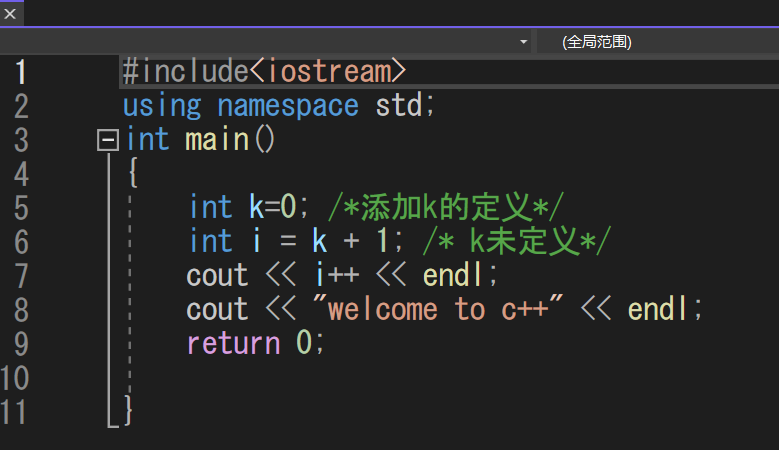 (全局范围)
1 #include<iostream>
2 using namespace std;
3 int main()
4 {
5 int k=0; /*添加k的定义*/
6 int i = k + 1; /* k未定义*/
7 cout << i++ << endl;
8 cout << "welcome to c++" << endl;
9 return 0;
10
11 }